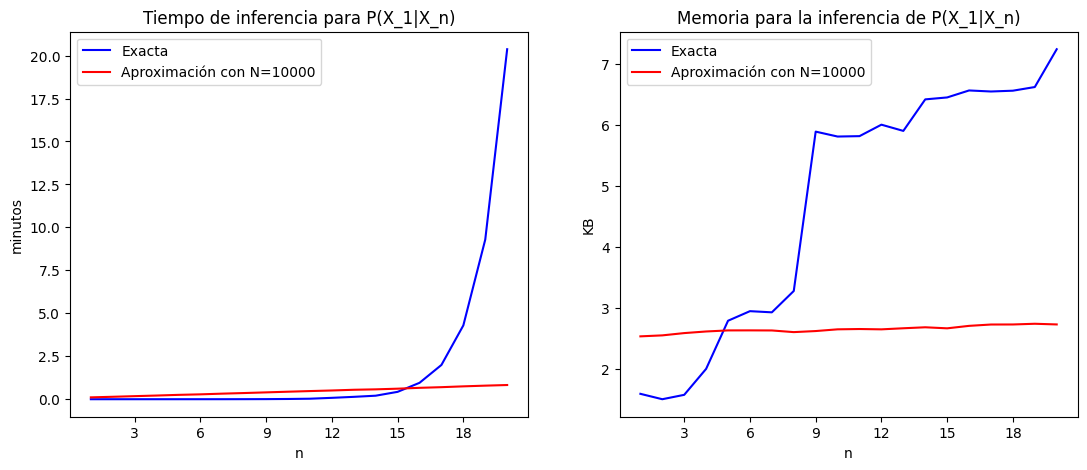 Tiempo de inferencia para P(X_1|X_n)
Exacta
Aproximación con N=10000
20.0
17.5
15.0
12.5
10.0
7.5
5.0
2.5
0.0
minutos
3 6 9 12 15 18
n
Memoria para la inferencia de P(X_1|X_n)
Exacta
Aproximación con N=10000
7
6
5
4
3
2
KB
3 6 9 12 15 18
n